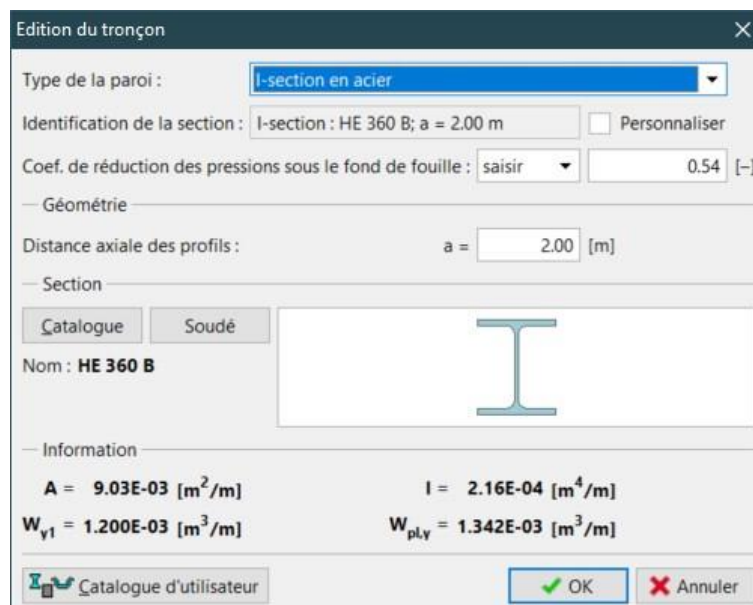 Edition du tronçon
Type de la paroi : I-section en acier
Identification de la section : I-section : HE 360 B; a = 2.00 m Personnaliser
Coef. de réduction des pressions sous le fond de fouille : saisir 0.54 [–]
Géométrie
Distance axiale des profils : a = 2.00 [m]
Section
Catalogue Soudé
Nom : HE 360 B
Information
A = 9.03E-03 [m²/m] I = 2.16E-04 [m⁴/m]
Wy1 = 1.200E-03 [m³/m] Wpl,y = 1.342E-03 [m³/m]
Catalogue d'utilisateur OK Annuler